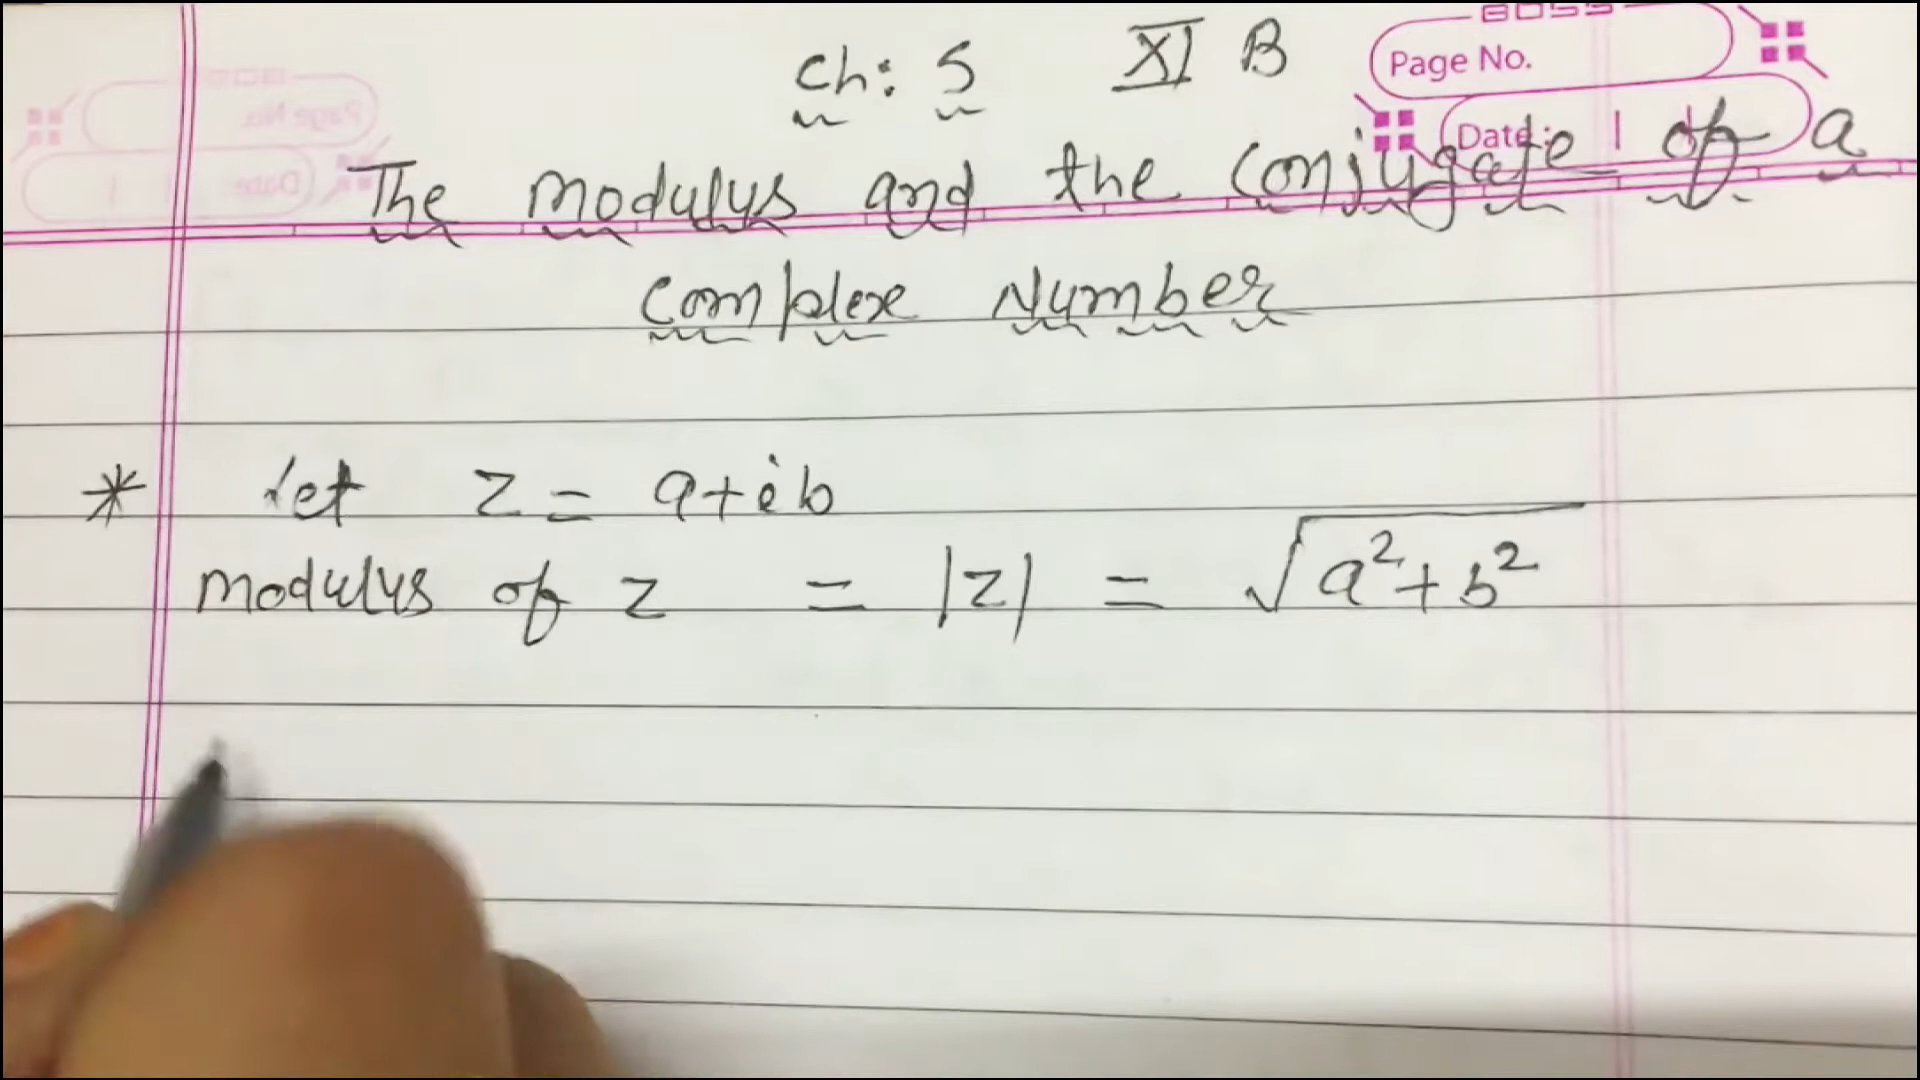 BOSS
Ch: 5 XI B
Page No.
Date :
The modulus and the conjugate of a
Complex Number
* let z = a+ib
modulus of z = |z| = √a²+b²